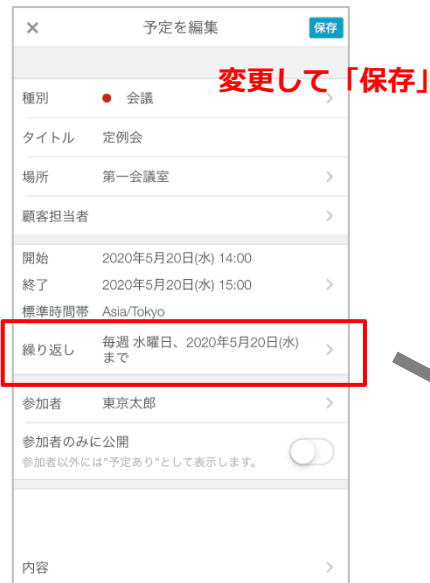 × 予定を編集 保存
変更して「保存」
種別 ● 会議 >
タイトル 定例会
場所 第一会議室 >
顧客担当者 >
開始 2020年5月20日(水) 14:00
終了 2020年5月20日(水) 15:00
標準時間帯 Asia/Tokyo
繰り返し 毎週 水曜日、2020年5月20日(水)
まで >
参加者 東京太郎 >
参加者のみに公開
参加者以外には"予定あり"として表示します。
内容 >